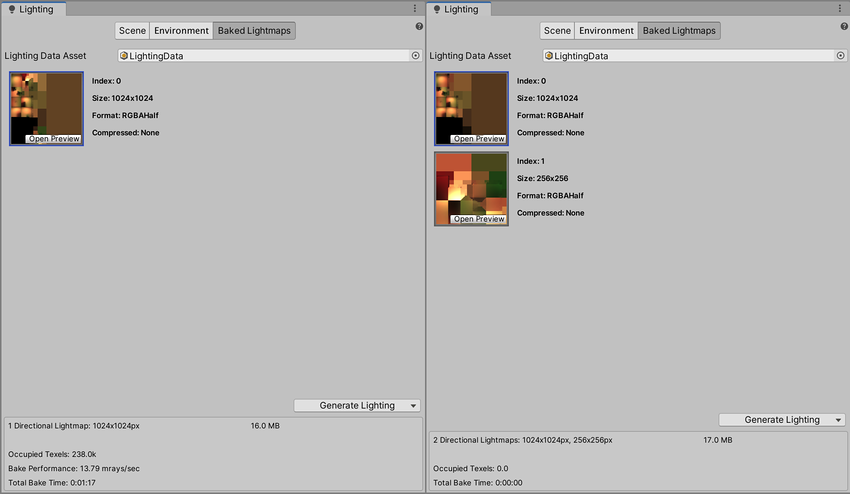 Lighting
Scene Environment Baked Lightmaps
Lighting Data Asset LightingData
Index: 0
Size: 1024x1024
Format: RGBAHalf
Compressed: None
Open Preview
Generate Lighting
1 Directional Lightmap: 1024x1024px 16.0 MB
Occupied Texels: 238.0k
Bake Performance: 13.79 mrays/sec
Total Bake Time: 0:01:17
Lighting
Scene Environment Baked Lightmaps
Lighting Data Asset LightingData
Index: 0
Size: 1024x1024
Format: RGBAHalf
Compressed: None
Open Preview
Index: 1
Size: 256x256
Format: RGBAHalf
Compressed: None
Open Preview
Generate Lighting
2 Directional Lightmaps: 1024x1024px, 256x256px 17.0 MB
Occupied Texels: 0.0
Total Bake Time: 0:00:00